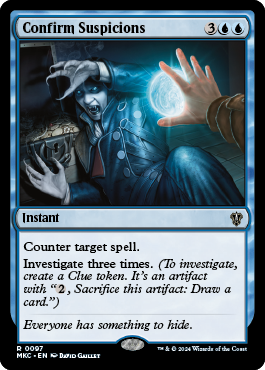 Confirm Suspicions 3
Instant
Counter target spell.
Investigate three times. (To investigate,
create a Clue token. It's an artifact
with “2, Sacrifice this artifact: Draw a
card.”)
Everyone has something to hide.
R 0097
MKC • EN DAVID GAILLET
™ & © 2024 Wizards of the Coast